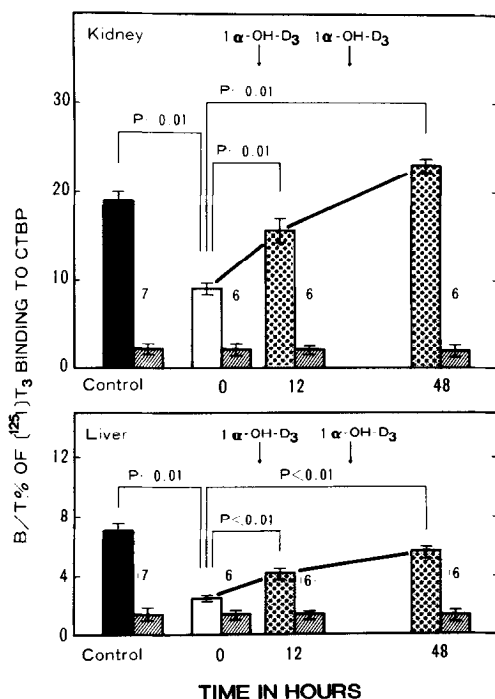 Kidney
1α-OH-D3 1α-OH-D3
P· 0.01
P· 0.01
P· 0.01
30
20
10
0
7 6 6 6
Control 0 12 48
B/T% OF (125I)T3 BINDING TO CTBP
Liver
1α-OH-D3 1α-OH-D3
P· 0.01
P<0.01
P<0.01
12
8
4
0
7 6 6 6
Control 0 12 48
TIME IN HOURS